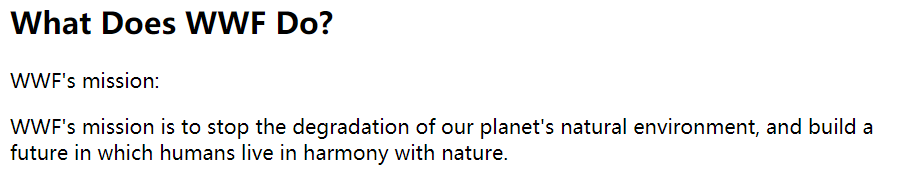 What Does WWF Do?
WWF's mission:
WWF's mission is to stop the degradation of our planet's natural environment, and build a
future in which humans live in harmony with nature.